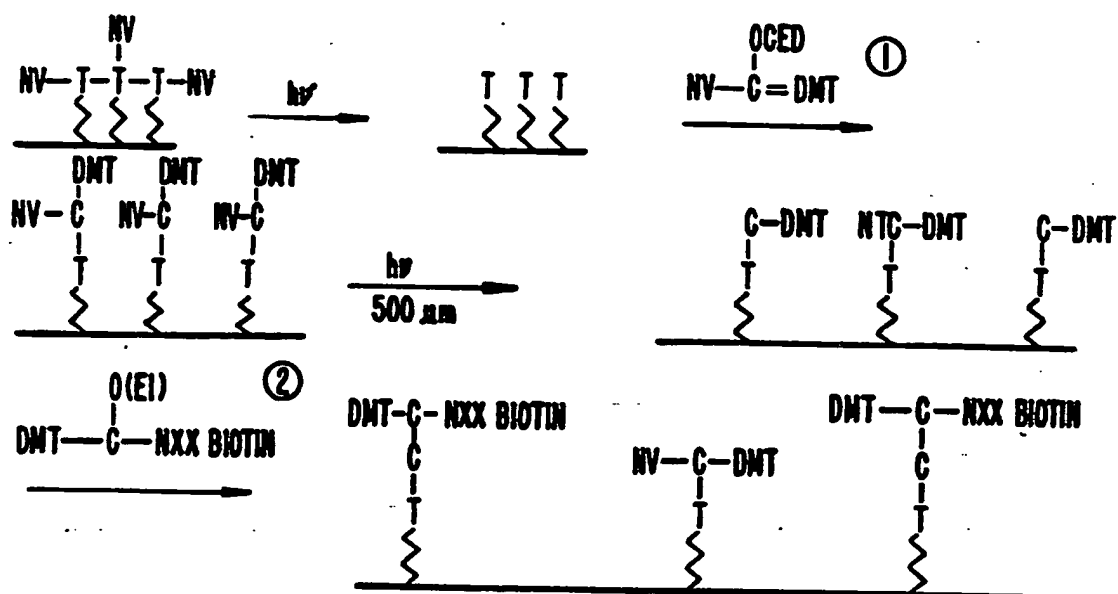 NV
NV-T-T-T-NV
hν
T T T
OCED
NV-C=DMT
①
DMT DMT DMT
NV-C NV-C NV-C
T T T
hν
500 µm
C-DMT NTC-DMT C-DMT
T T T
②
O(EI)
DMT-C-NXX BIOTIN
DMT-C-NXX BIOTIN
C
T
NV-C-DMT
T
DMT-C-NXX BIOTIN
C
T